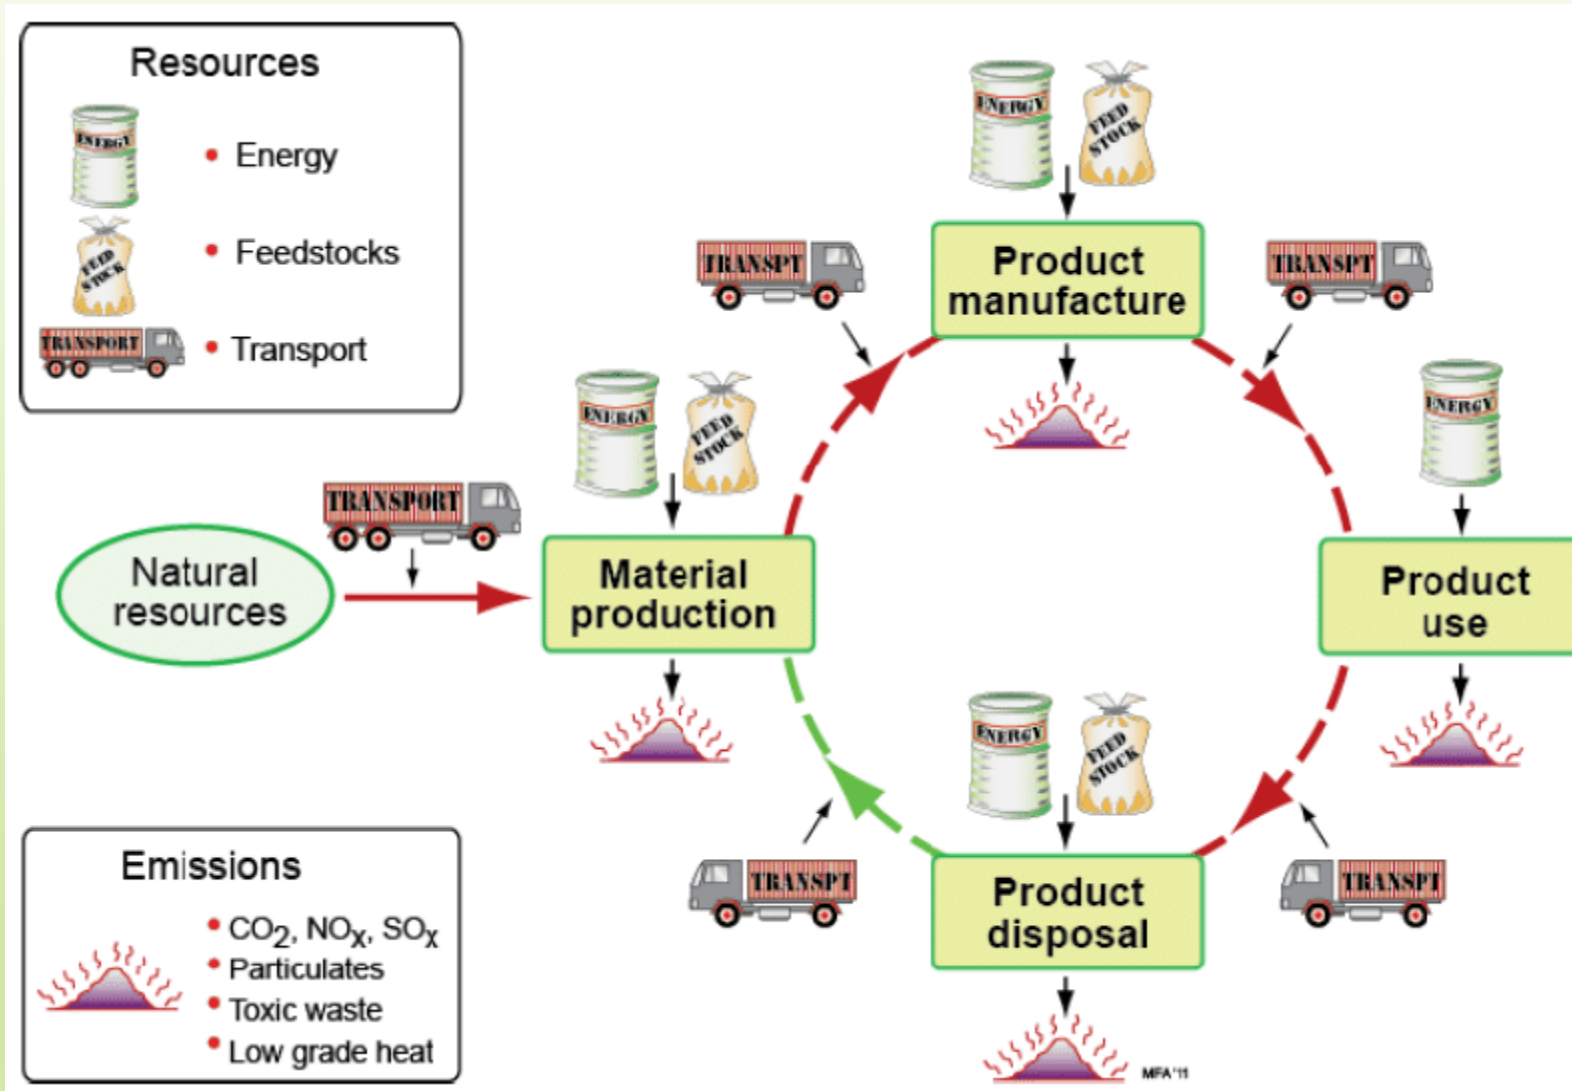 Resources
ENERGY
• Energy
FEED
STOCK
• Feedstocks
TRANSPORT
• Transport
ENERGY
FEED
STOCK
TRANSPT
Product
manufacture
TRANSPT
ENERGY
FEED
STOCK
ENERGY
TRANSPORT
Natural
resources
Material
production
Product
use
ENERGY
FEED
STOCK
TRANSPT
Product
disposal
TRANSPT
Emissions
• CO2, NOx, SOx
• Particulates
• Toxic waste
• Low grade heat
MFA '11